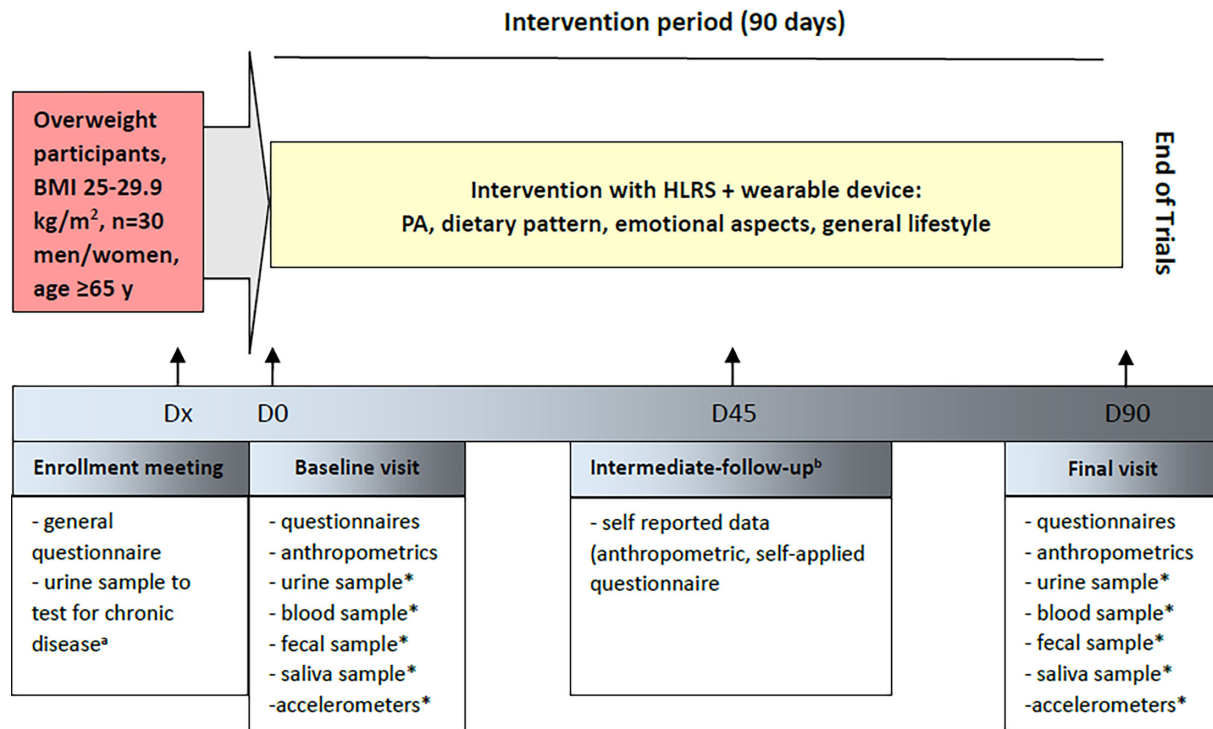 Intervention period (90 days)
Overweight
participants,
BMI 25-29.9
kg/m², n=30
men/women,
age ≥65 y
Intervention with HLRS + wearable device:
PA, dietary pattern, emotional aspects, general lifestyle
End of Trials
Dx
D0
D45
D90
Enrollment meeting
- general
questionnaire
- urine sample to
test for chronic
diseaseᵃ
Baseline visit
- questionnaires
- anthropometrics
- urine sample*
- blood sample*
- fecal sample*
- saliva sample*
-accelerometers*
Intermediate-follow-upᵇ
- self reported data
(anthropometric, self-applied
questionnaire
Final visit
- questionnaires
- anthropometrics
- urine sample*
- blood sample*
- fecal sample*
- saliva sample*
-accelerometers*